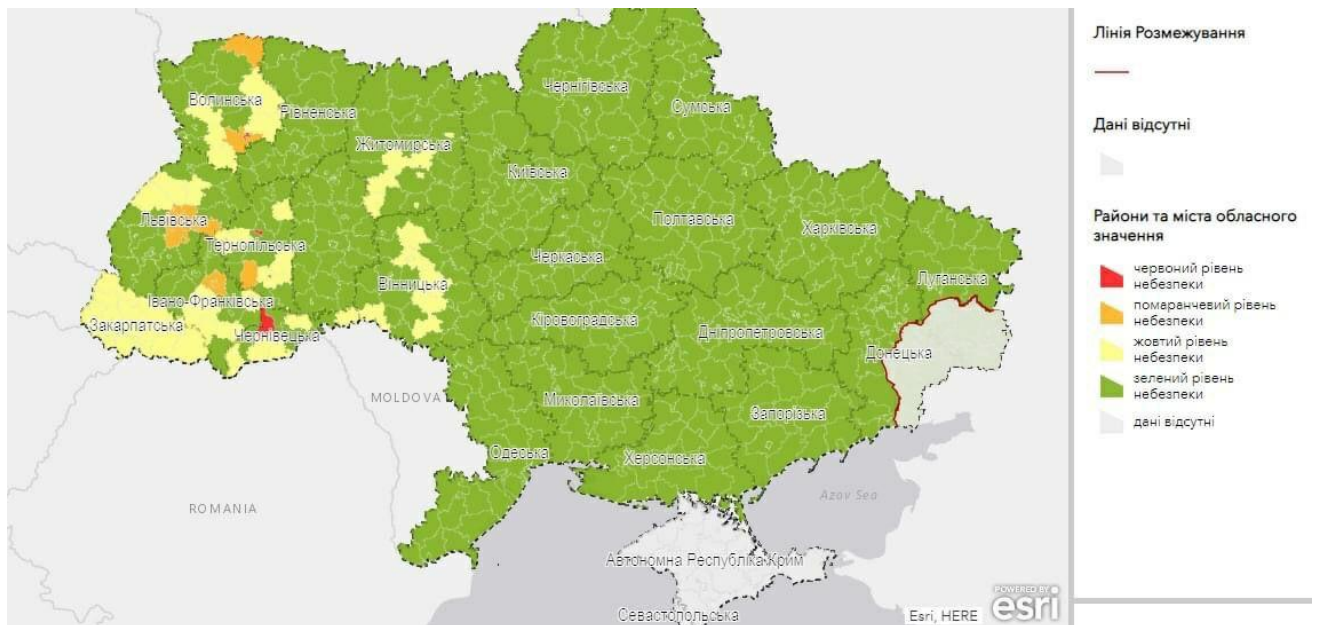 Чернігівська
Волинська
Рівненська
Сумська
Житомирська
Київська
Львівська
Полтавська
Харківська
Тернопільська
Черкаська
Луганська
Вінницька
Івано-Франківська
Закарпатська
Чернівецька
Кіровоградська
Дніпропетровська
Донецька
MOLDOVA
Миколаївська
Запорізька
Одеська
Херсонська
ROMANIA
Azov Sea
Автономна Республіка Крим
Севастопольська
Esri, HERE
POWERED BY
esri
Лінія Розмежування
Дані відсутні
Райони та міста обласного
значення
червоний рівень
небезпеки
помаранчевий рівень
небезпеки
жовтий рівень
небезпеки
зелений рівень
небезпеки
дані відсутні